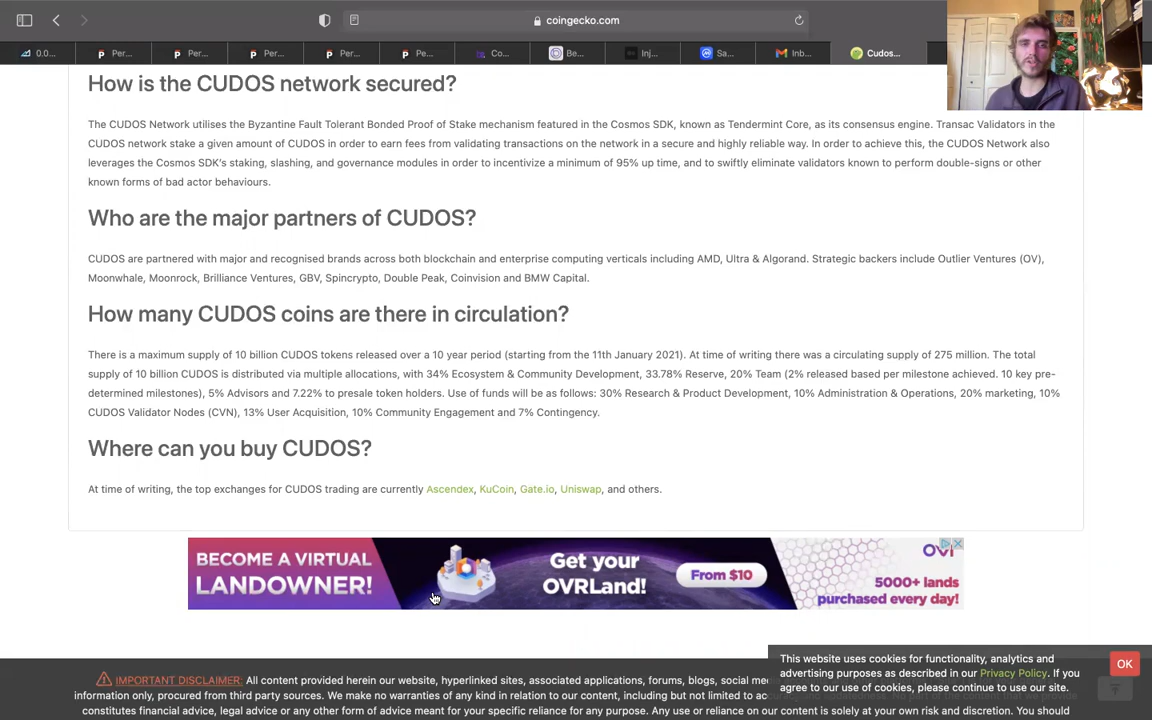 coingecko.com
0.0...
Per...
Per...
Per...
Per...
Pe...
Co...
Be...
Inj...
Sa...
Inb...
Cudos...
How is the CUDOS network secured?
The CUDOS Network utilises the Byzantine Fault Tolerant Bonded Proof of Stake mechanism featured in the Cosmos SDK, known as Tendermint Core, as its consensus engine. Transac Validators in the
CUDOS network stake a given amount of CUDOS in order to earn fees from validating transactions on the network in a secure and highly reliable way. In order to achieve this, the CUDOS Network also
leverages the Cosmos SDK's staking, slashing, and governance modules in order to incentivize a minimum of 95% up time, and to swiftly eliminate validators known to perform double-signs or other
known forms of bad actor behaviours.
Who are the major partners of CUDOS?
CUDOS are partnered with major and recognised brands across both blockchain and enterprise computing verticals including AMD, Ultra & Algorand. Strategic backers include Outlier Ventures (OV),
Moonwhale, Moonrock, Brilliance Ventures, GBV, Spincrypto, Double Peak, Coinvision and BMW Capital.
How many CUDOS coins are there in circulation?
There is a maximum supply of 10 billion CUDOS tokens released over a 10 year period (starting from the 11th January 2021). At time of writing there was a circulating supply of 275 million. The total
supply of 10 billion CUDOS is distributed via multiple allocations, with 34% Ecosystem & Community Development, 33.78% Reserve, 20% Team (2% released based per milestone achieved. 10 key pre-
determined milestones), 5% Advisors and 7.22% to presale token holders. Use of funds will be as follows: 30% Research & Product Development, 10% Administration & Operations, 20% marketing, 10%
CUDOS Validator Nodes (CVN), 13% User Acquisition, 10% Community Engagement and 7% Contingency.
Where can you buy CUDOS?
At time of writing, the top exchanges for CUDOS trading are currently Ascendex, KuCoin, Gate.io, Uniswap, and others.
BECOME A VIRTUAL
LANDOWNER!
Get your
OVRLand!
From $10
5000+ lands
purchased every day!
This website uses cookies for functionality, analytics and
advertising purposes as described in our Privacy Policy. If you
agree to our use of cookies, please continue to use our site.
OK
IMPORTANT DISCLAIMER: All content provided herein our website, hyperlinked sites, associated applications, forums, blogs, social me
information only, procured from third party sources. We make no warranties of any kind in relation to our content, including but not limited to
constitutes financial advice, legal advice or any other form of advice meant for your specific reliance for any purpose. Any use or reliance on our content is solely at your own risk and discretion. You should